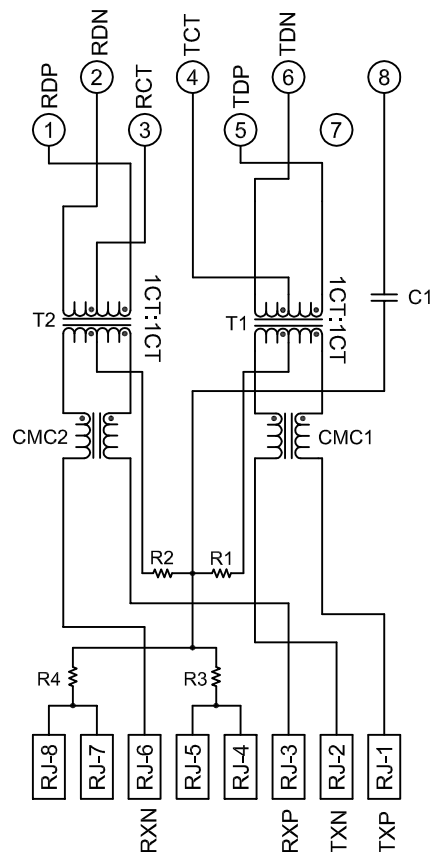 RDP
RDN
RCT
TCT
TDP
TDN
1
2
3
4
5
6
7
8
T2
1CT:1CT
T1
1CT:1CT
C1
CMC2
CMC1
R2
R1
R4
R3
RJ-8
RJ-7
RJ-6
RJ-5
RJ-4
RJ-3
RJ-2
RJ-1
RXN
RXP
TXN
TXP